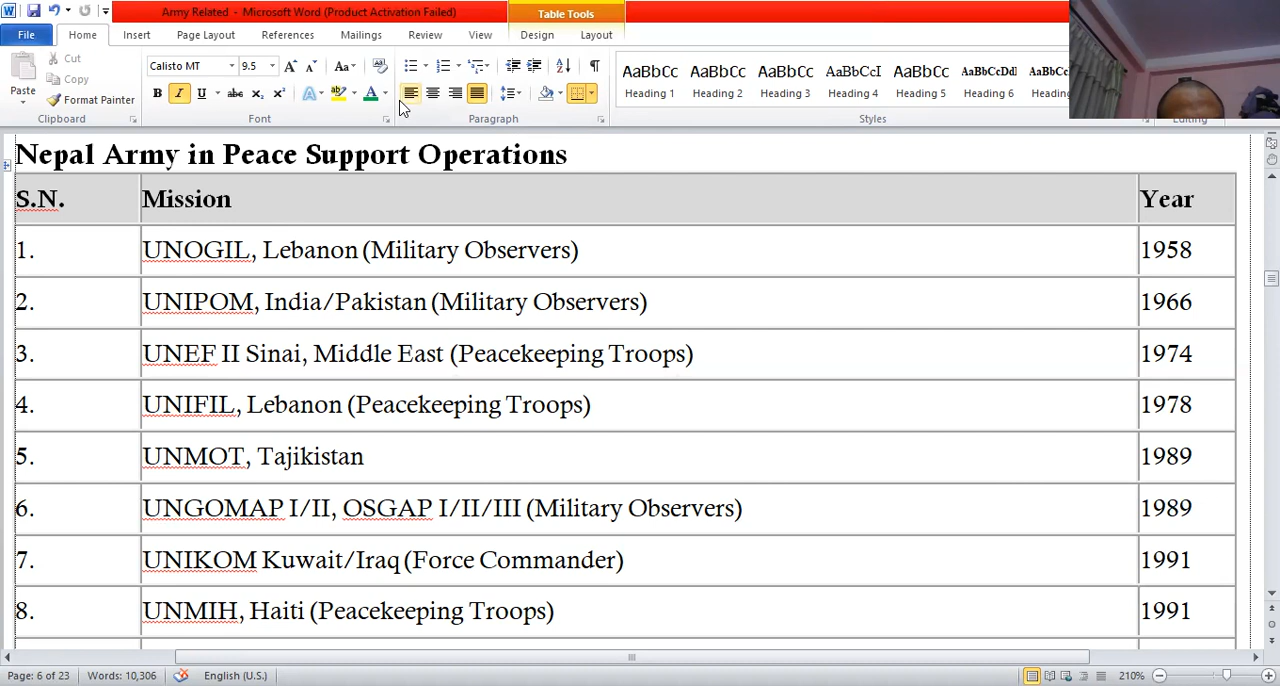 Army Related - Microsoft Word (Product Activation Failed)
Table Tools
File Home Insert Page Layout References Mailings Review View Design Layout
Paste
Cut
Copy
Format Painter
Calisto MT 9.5
Clipboard Font Paragraph Styles Editing
AaBbCc AaBbCc AaBbCc AaBbCcI AaBbCc AaBbCcDd AaBbCc
Heading 1 Heading 2 Heading 3 Heading 4 Heading 5 Heading 6 Heading
Nepal Army in Peace Support Operations
S.N. Mission Year
1. UNOGIL, Lebanon (Military Observers) 1958
2. UNIPOM, India/Pakistan (Military Observers) 1966
3. UNEF II Sinai, Middle East (Peacekeeping Troops) 1974
4. UNIFIL, Lebanon (Peacekeeping Troops) 1978
5. UNMOT, Tajikistan 1989
6. UNGOMAP I/II, OSGAP I/II/III (Military Observers) 1989
7. UNIKOM Kuwait/Iraq (Force Commander) 1991
8. UNMIH, Haiti (Peacekeeping Troops) 1991
Page: 6 of 23 Words: 10,306 English (U.S.) 210%